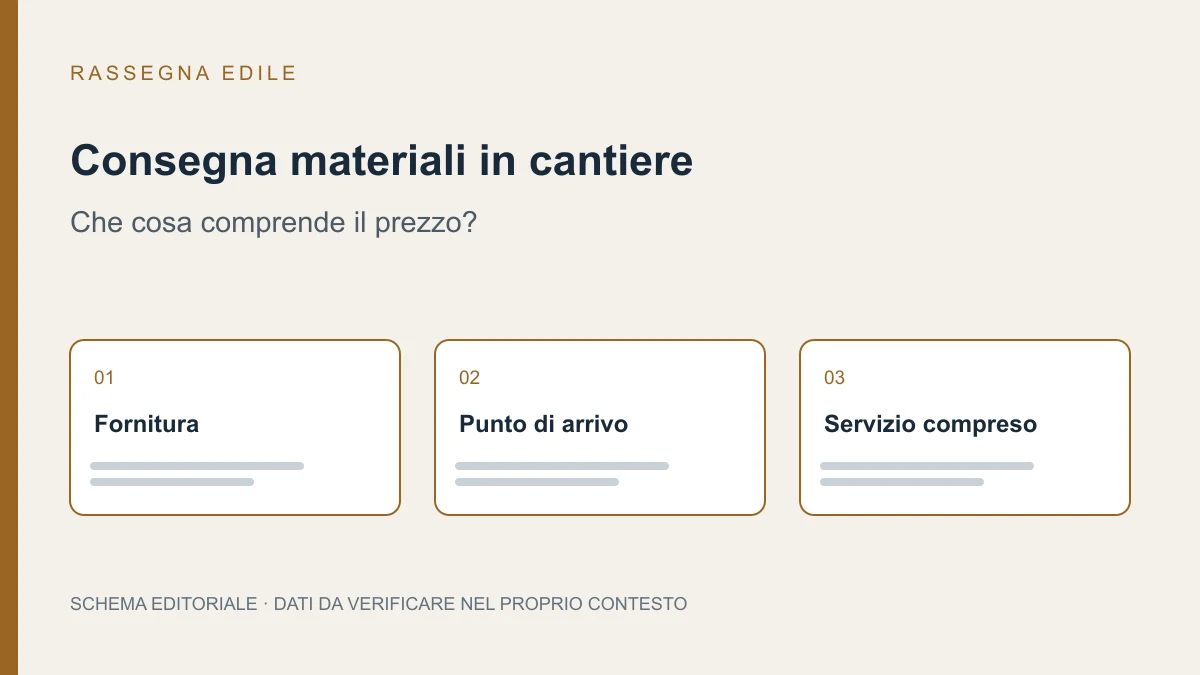 RASSEGNA EDILE
Consegna materiali in cantiere
Che cosa comprende il prezzo?
01
Fornitura
02
Punto di arrivo
03
Servizio compreso
SCHEMA EDITORIALE · DATI DA VERIFICARE NEL PROPRIO CONTESTO